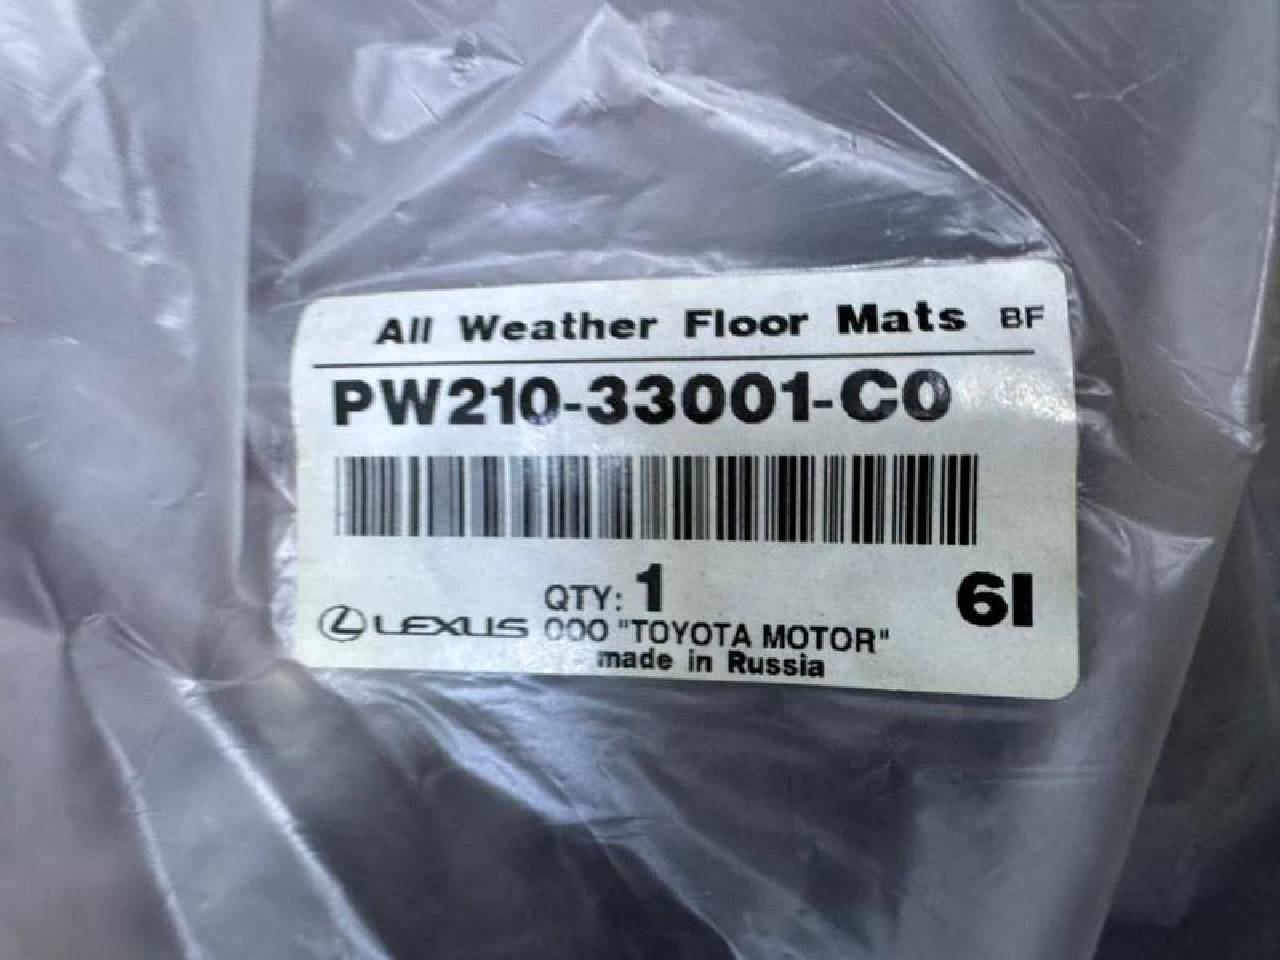 All Weather Floor Mats BF
PW210-33001-C0
QTY: 1
6I
LEXUS OOO "TOYOTA MOTOR"
made in Russia